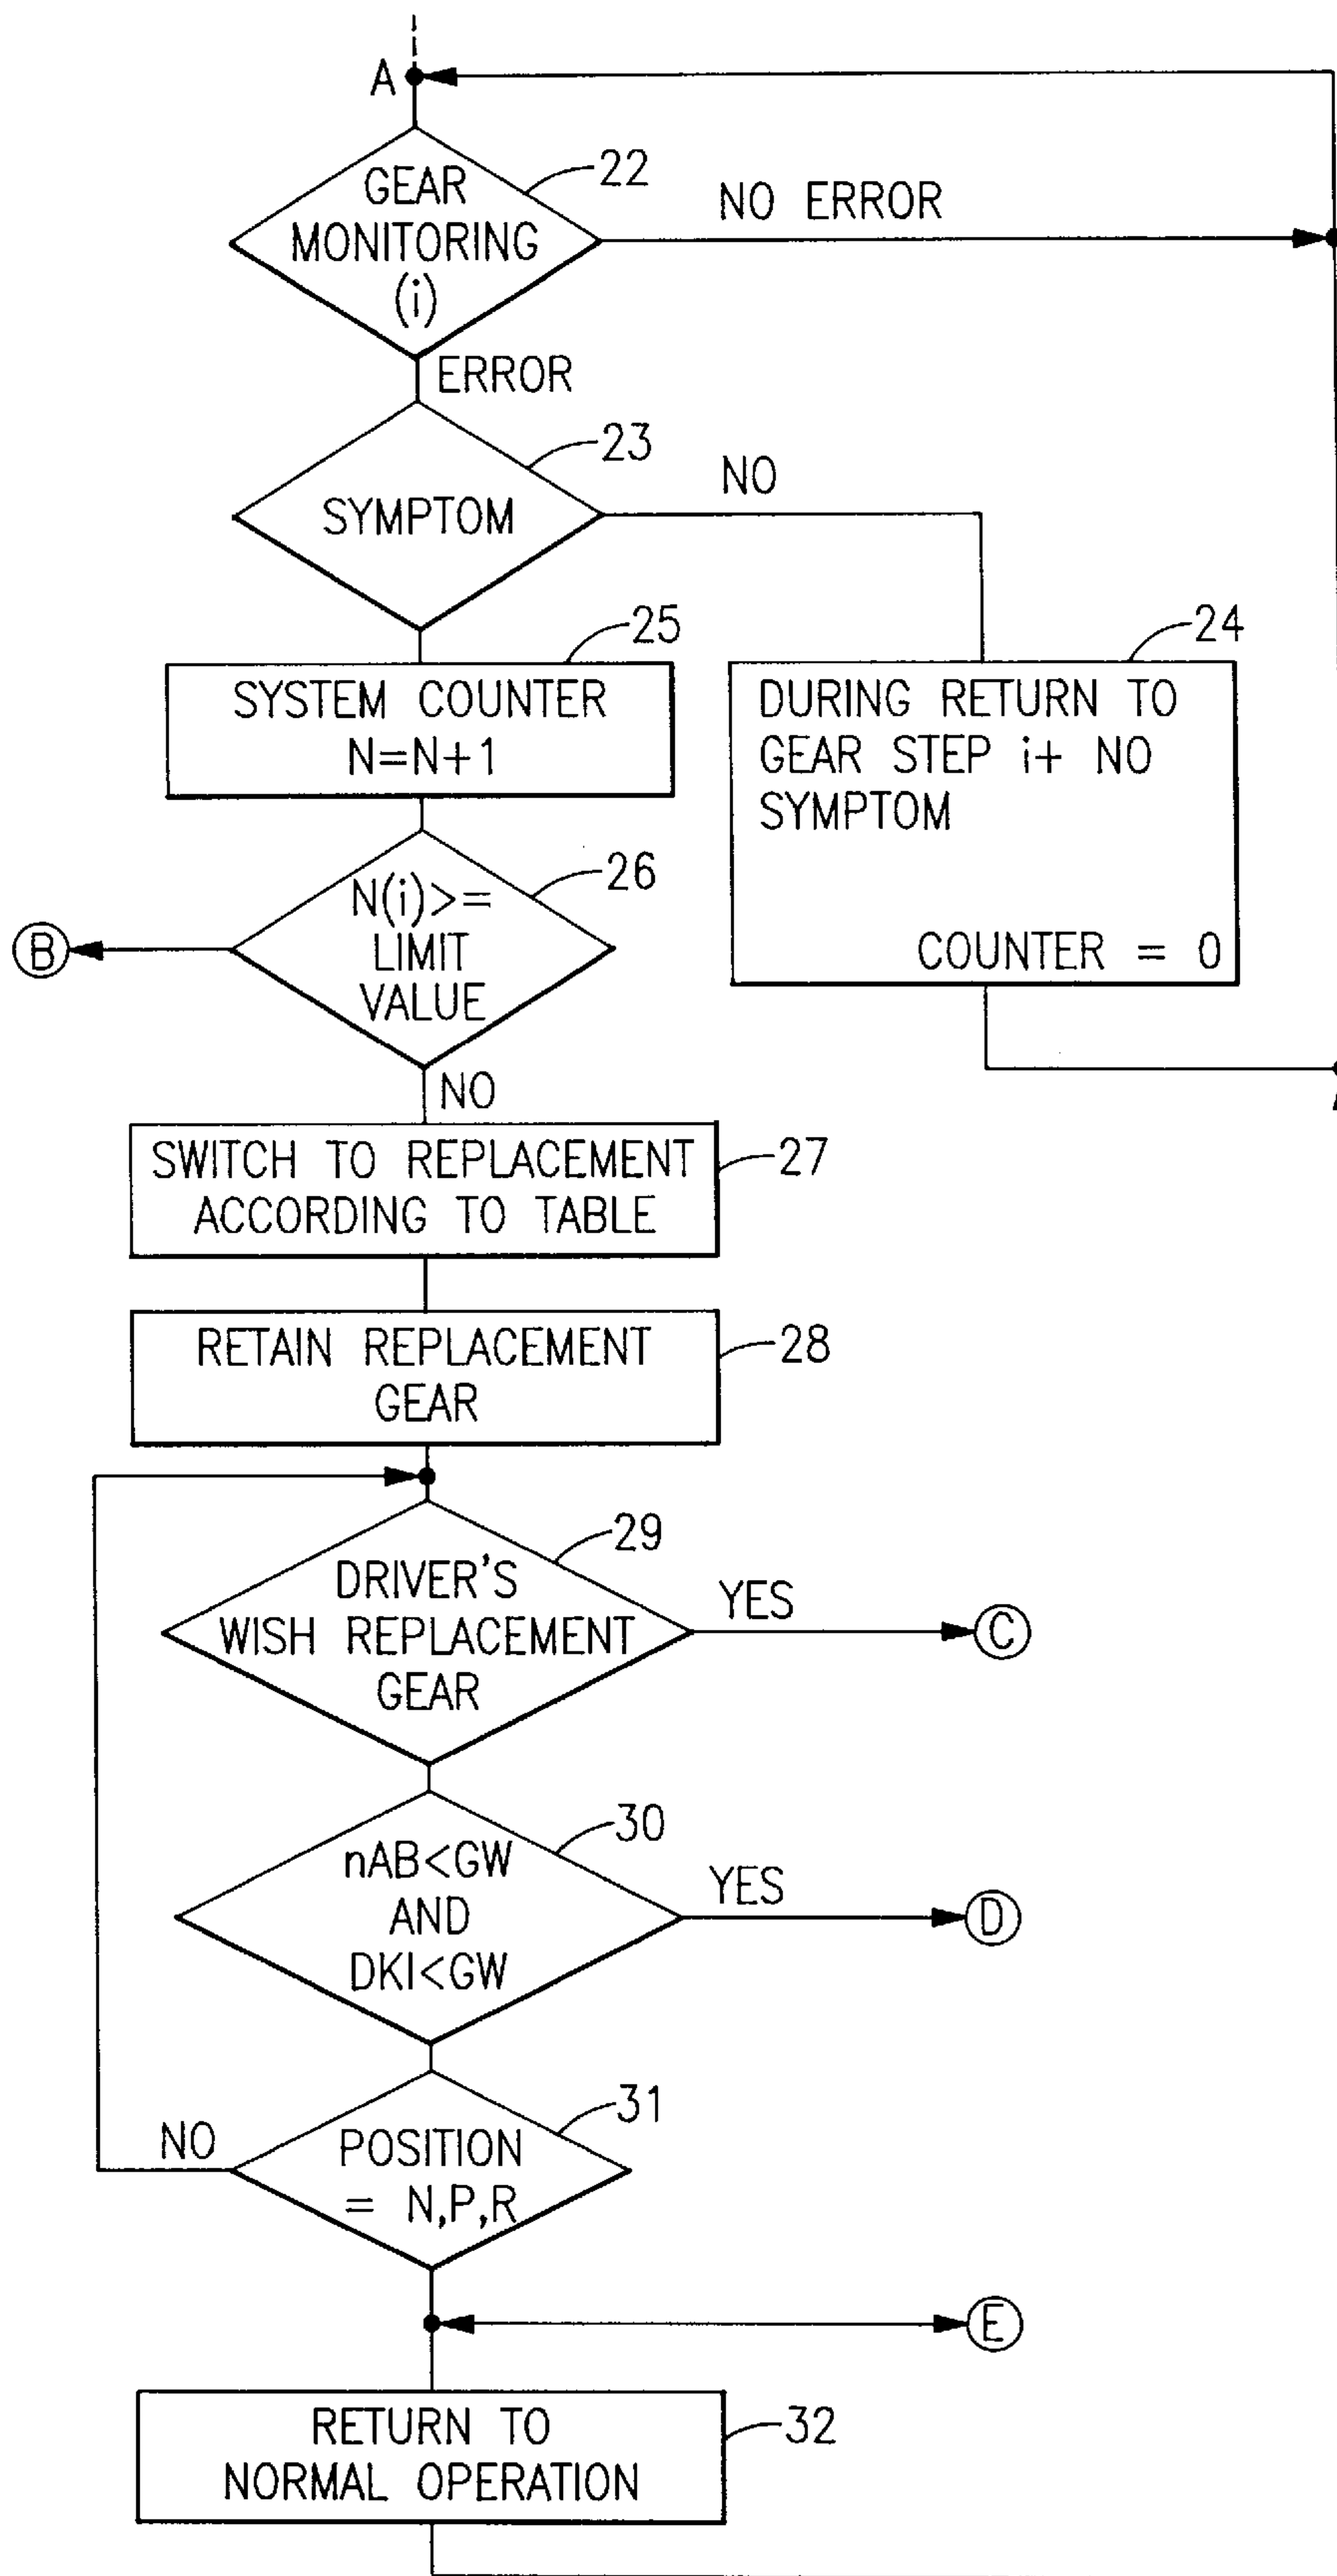 A
GEAR
MONITORING
(i)
22
NO ERROR
ERROR
SYMPTOM
23
NO
24
DURING RETURN TO
GEAR STEP i+ NO
SYMPTOM
COUNTER = 0
25
SYSTEM COUNTER
N=N+1
26
N(i)>=
LIMIT
VALUE
B
NO
SWITCH TO REPLACEMENT
ACCORDING TO TABLE
27
RETAIN REPLACEMENT
GEAR
28
29
DRIVER'S
WISH REPLACEMENT
GEAR
YES
C
30
nAB<GW
AND
DKI<GW
YES
D
31
NO
POSITION
= N,P,R
E
RETURN TO
NORMAL OPERATION
32